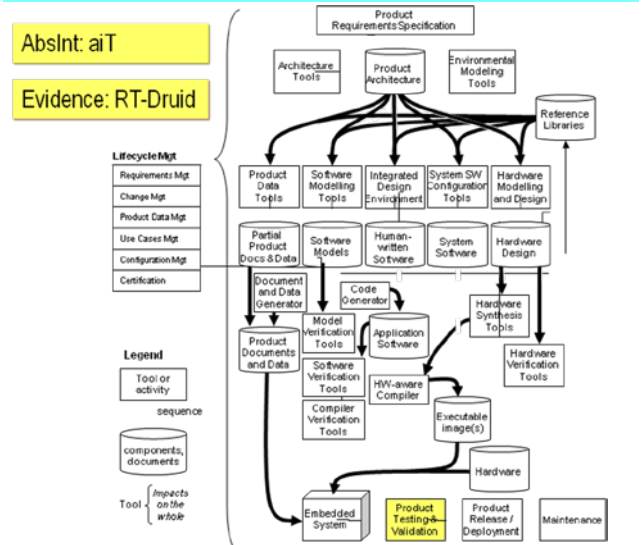 AbsInt: aiT
Evidence: RT-Druid
Product
Requirements Specification
Architecture
Tools
Product
Architecture
Environmental
Modeling
Tools
Reference
Libraries
Lifecycle Mgt
Requirements Mgt
Change Mgt
Product Data Mgt
Use Cases Mgt
Configuration Mgt
Certification
Product
Data
Tools
Software
Modelling
Tools
Integrated
Design
Environment
System SW
Configuration
Tools
Hardware
Modelling
and Design
Partial
Product
Docs & Data
Software
Models
Human-
written
Software
System
Software
Hardware
Design
Document
and Data
Generator
Code
Generator
Hardware
Synthesis
Tools
Product
Documents
and Data
Model
Verification
Tools
Application
Software
Hardware
Verification
Tools
Software
Verification
Tools
HW-aware
Compiler
Compiler
Verification
Tools
Executable
image(s)
Hardware
Legend
Tool or
activity
sequence
components,
documents
Tool
Impacts
on the
whole
Embedded
System
Product
Testing &
Validation
Product
Release /
Deployment
Maintenance